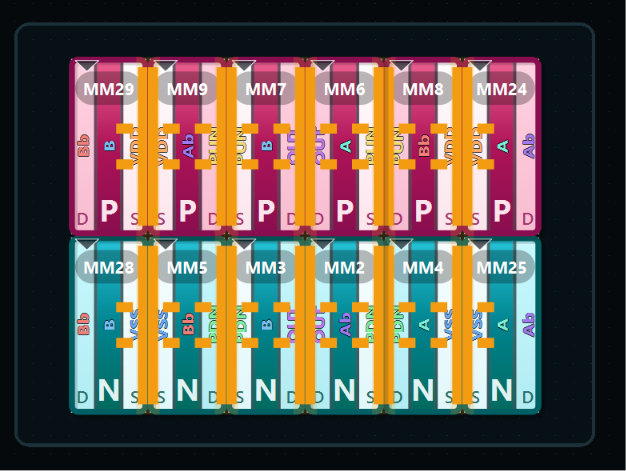 MM29 MM9 MM7 MM6 MM8 MM24
Bb B VDD VDD Ab PUN PUN B OUT OUT A PUN PUN Bb VDD VDD A Ab
P P P P P P
D S S D S D D S D S S D
MM28 MM5 MM3 MM2 MM4 MM25
Bb B VSS VSS Bb PDN PDN B OUT OUT Ab PDN PDN A VSS VSS A Ab
N N N N N N
D S S D S D D S D S S D